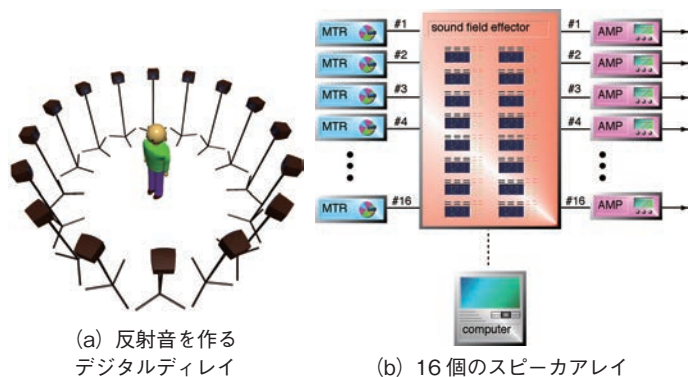 MTR
#1
sound field effector
#1
AMP
MTR
#2
#2
AMP
MTR
#3
#3
AMP
MTR
#4
#4
AMP
MTR
#16
#16
AMP
computer
(a) 反射音を作る
デジタルディレイ
(b) 16 個のスピーカアレイ